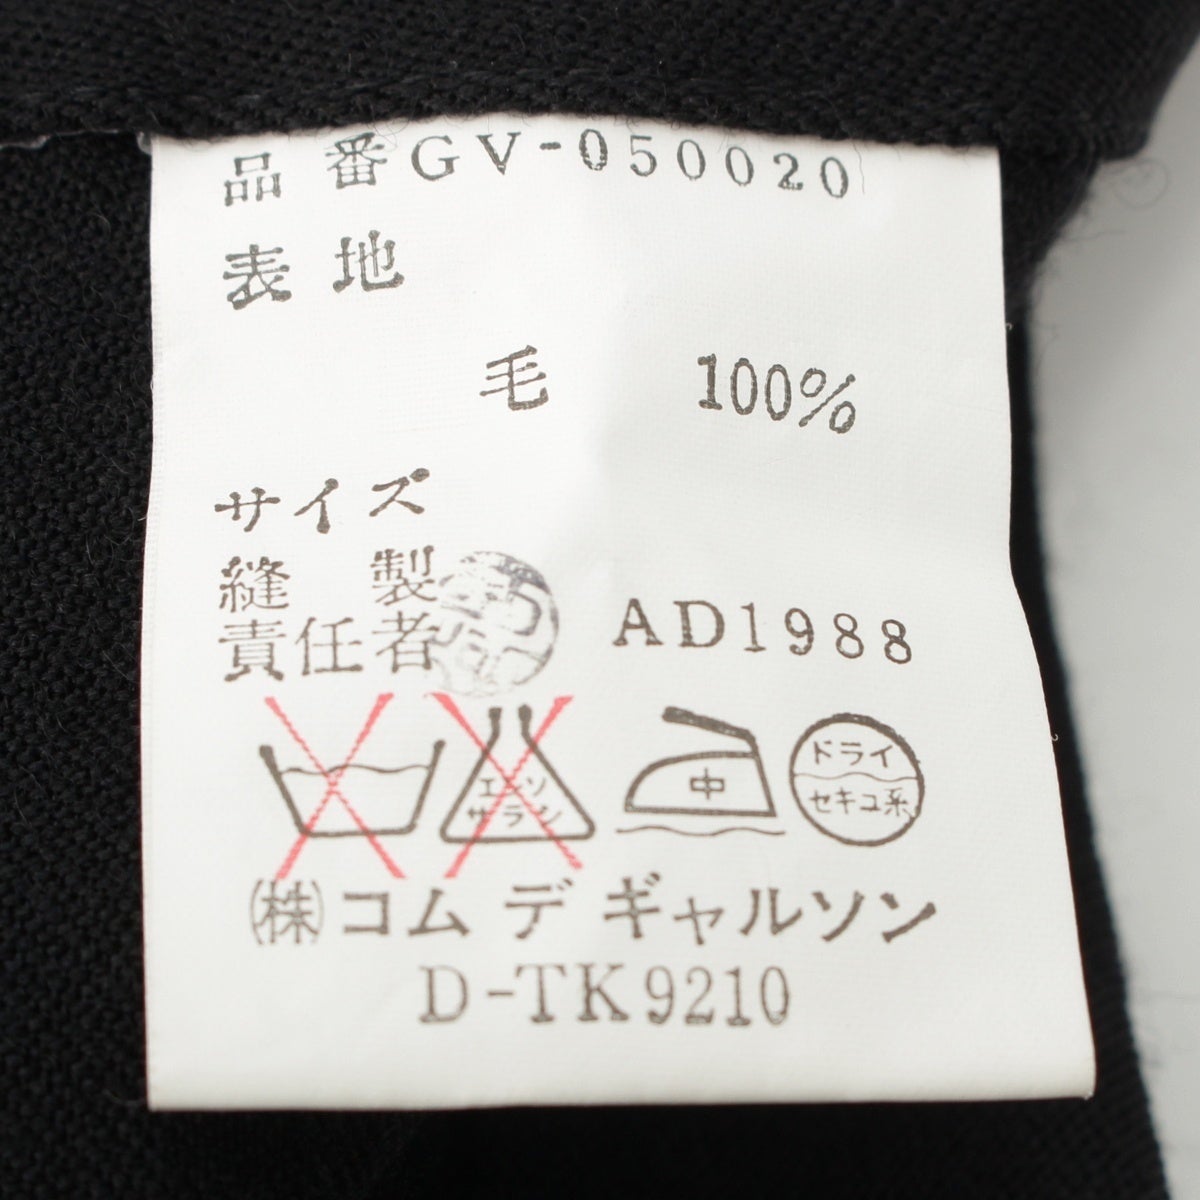 品番GV-050020
表地
毛 100%
サイズ
縫製
責任者 AD1988
エンソ
サラシ
中
ドライ
セキユ系
㈱コム デ ギャルソン
D-TK9210